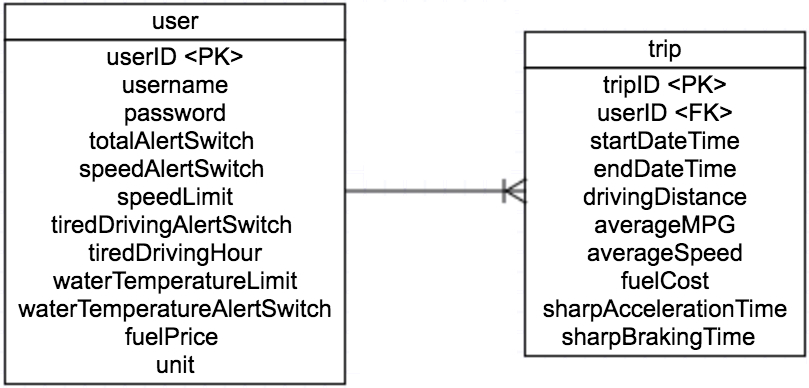 user
userID <PK>
username
password
totalAlertSwitch
speedAlertSwitch
speedLimit
tiredDrivingAlertSwitch
tiredDrivingHour
waterTemperatureLimit
waterTemperatureAlertSwitch
fuelPrice
unit
trip
tripID <PK>
userID <FK>
startDateTime
endDateTime
drivingDistance
averageMPG
averageSpeed
fuelCost
sharpAccelerationTime
sharpBrakingTime